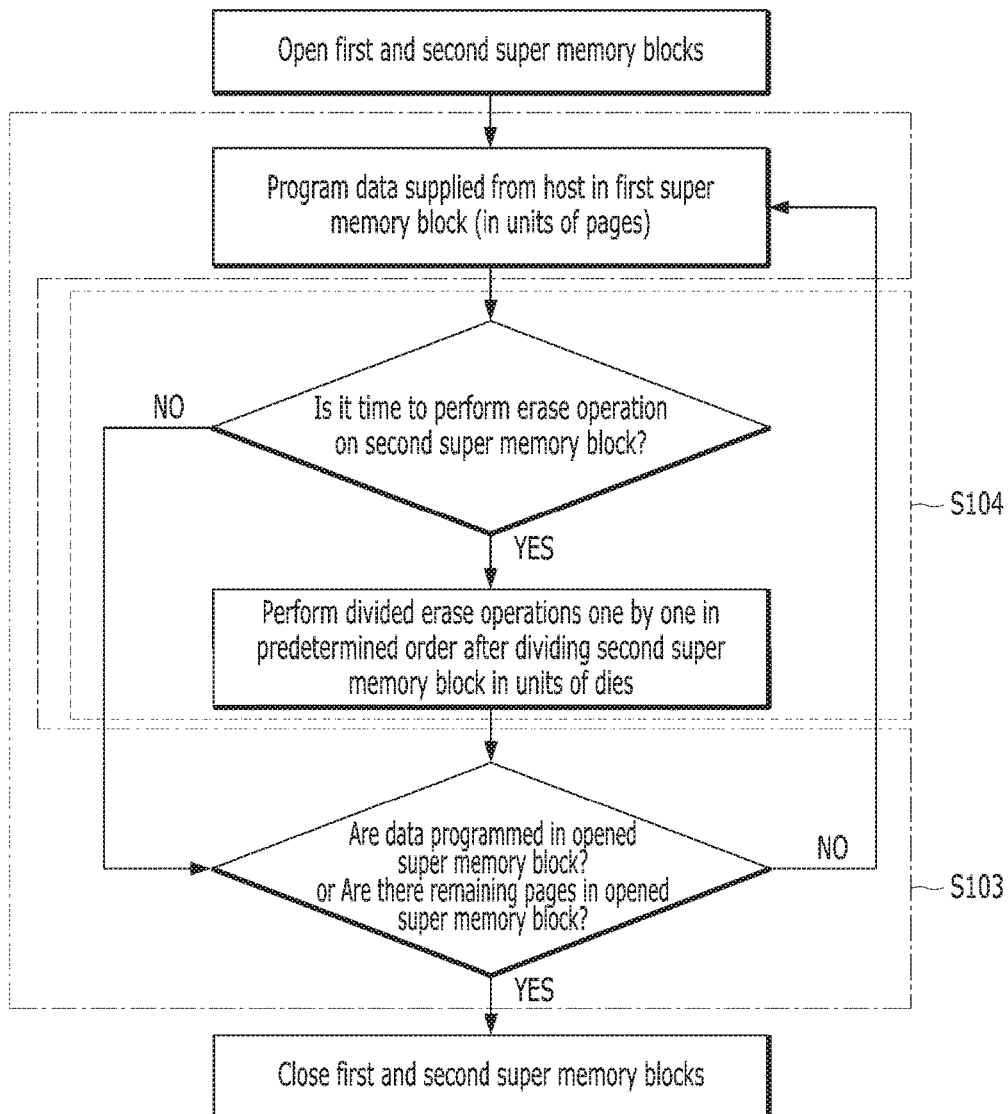 Open first and second super memory blocks
Program data supplied from host in first super
memory block (in units of pages)
NO
Is it time to perform erase operation
on second super memory block?
S104
YES
Perform divided erase operations one by one in
predetermined order after dividing second super
memory block in units of dies
Are data programmed in opened
super memory block?
or Are there remaining pages in opened
super memory block?
NO
S103
YES
Close first and second super memory blocks